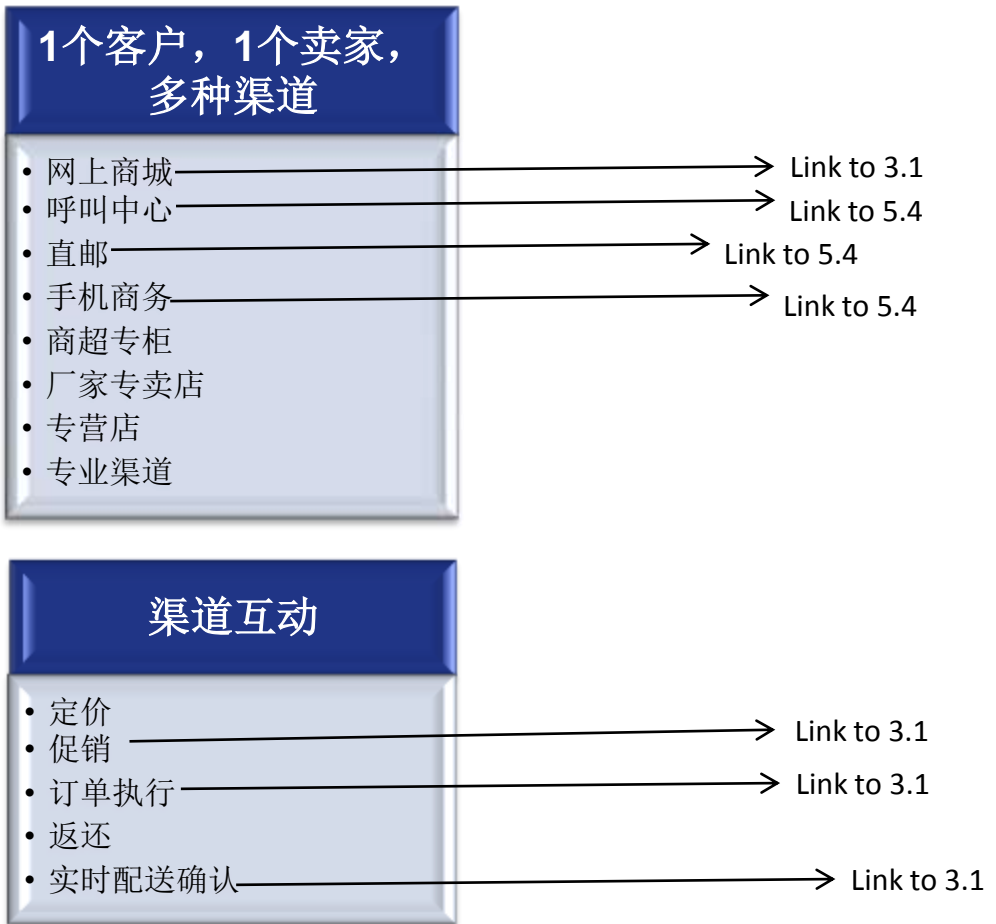 1个客户，1个卖家，
多种渠道
• 网上商城 Link to 3.1
• 呼叫中心 Link to 5.4
• 直邮 Link to 5.4
• 手机商务 Link to 5.4
• 商超专柜
• 厂家专卖店
• 专营店
• 专业渠道
渠道互动
• 定价
• 促销 Link to 3.1
• 订单执行 Link to 3.1
• 返还
• 实时配送确认 Link to 3.1